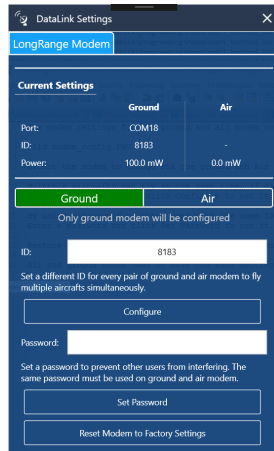 DataLink Settings
LongRange Modem
Current Settings
Ground Air
Port: COM18
ID: 8183 -
Power: 100.0 mW 0.0 mW
Ground Air
Only ground modem will be configured
ID: 8183
Set a different ID for every pair of ground and air modem to fly
multiple aircrafts simultaneously.
Configure
Password:
Set a password to prevent other users from interfering. The
same password must be used on ground and air modem.
Set Password
Reset Modem to Factory Settings